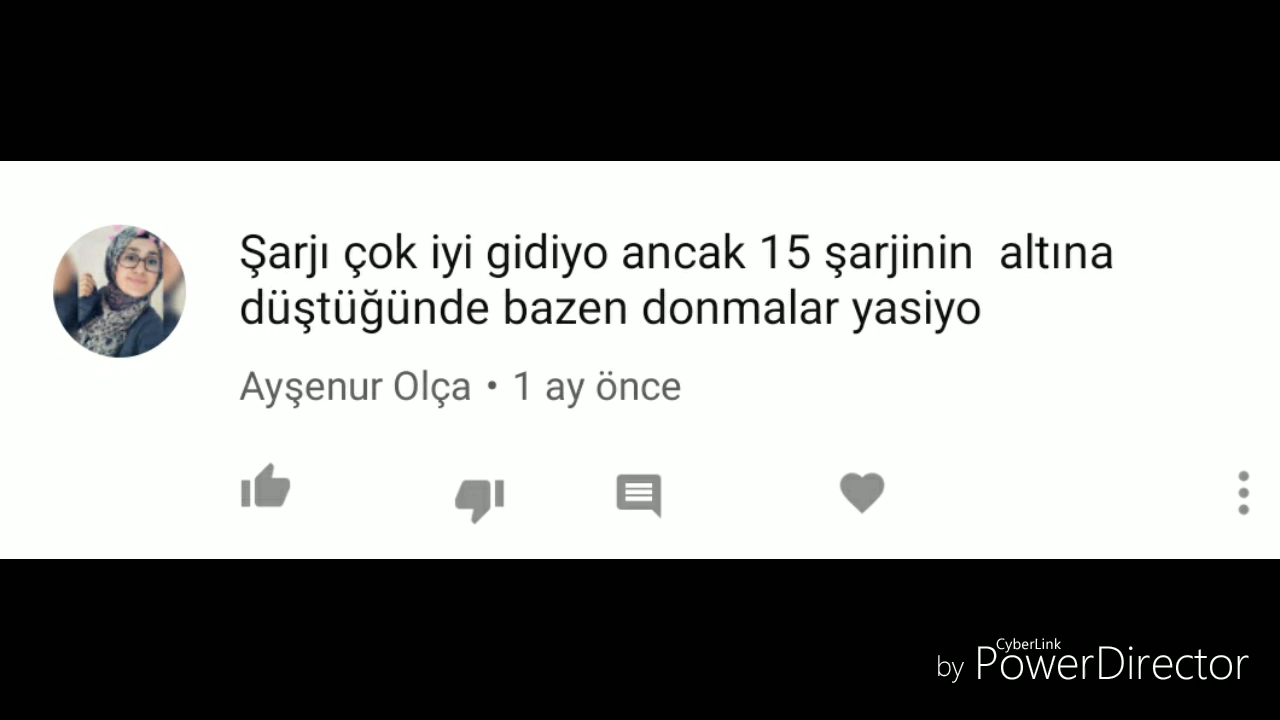 Şarjı çok iyi gidiyo ancak 15 şarjinin altına
düştüğünde bazen donmalar yasiyo
Ayşenur Olça • 1 ay önce
CyberLink
by PowerDirector